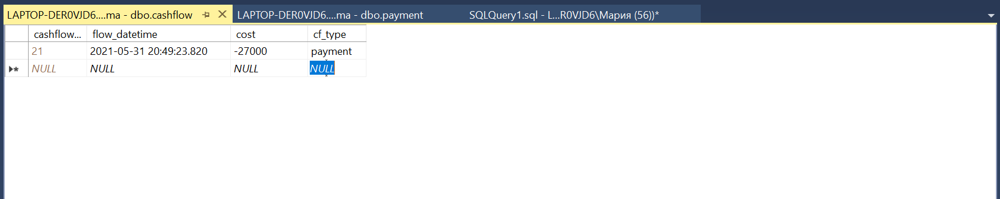 LAPTOP-DER0VJD6....ma - dbo.cashflow LAPTOP-DER0VJD6....ma - dbo.payment SQLQuery1.sql - L...R0VJD6\Мария (56))*
cashflow... flow_datetime cost cf_type
21 2021-05-31 20:49:23.820 -27000 payment
NULL NULL NULL NULL